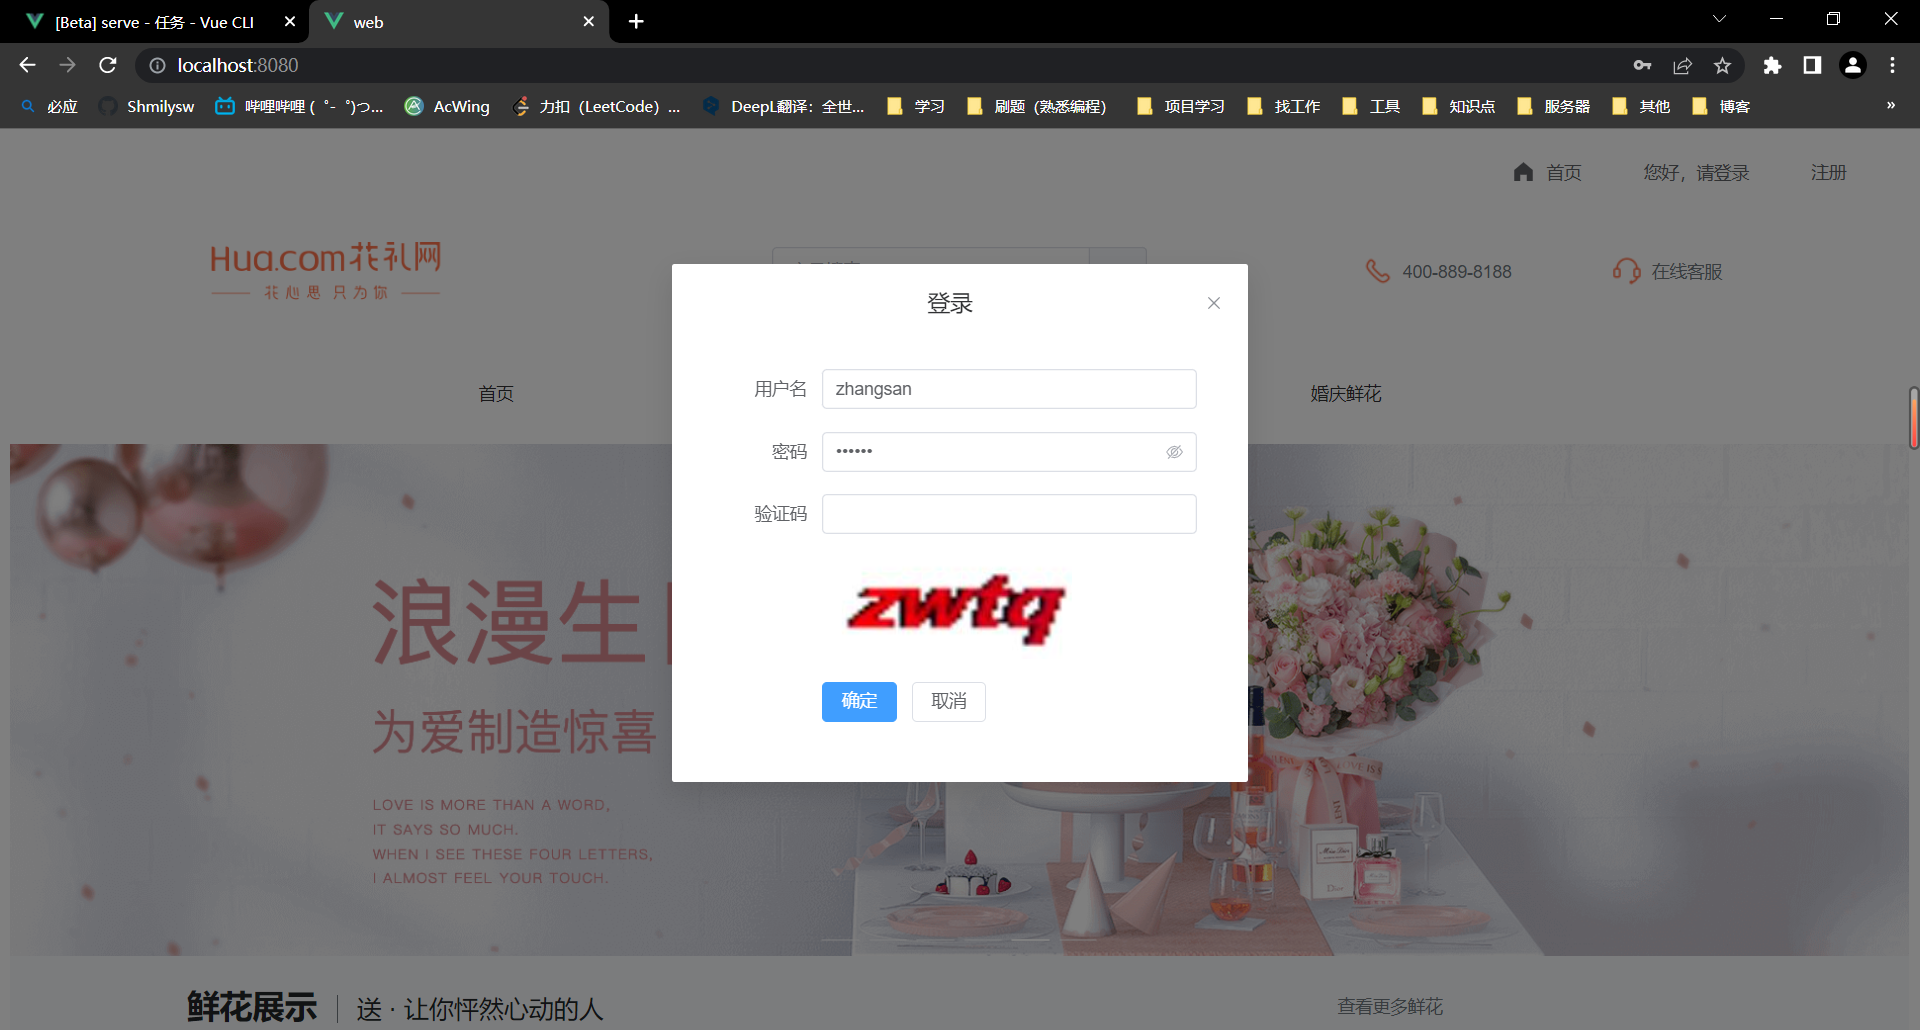 [Beta] serve - 任务 - Vue CLI
web
localhost:8080
必应
Shmilysw
哔哩哔哩 ( ゜- ゜)つ...
AcWing
力扣（LeetCode）...
DeepL翻译：全世...
学习
刷题（熟悉编程）
项目学习
找工作
工具
知识点
服务器
其他
博客
»
首页
您好，请登录
注册
Hua.com花礼网
花心思 只为你
400-889-8188
在线客服
登录
首页
婚庆鲜花
用户名
zhangsan
密码
••••••
验证码
zwtq
确定
取消
浪漫生
为爱制造惊喜
LOVE IS MORE THAN A WORD,
IT SAYS SO MUCH.
WHEN I SEE THESE FOUR LETTERS,
I ALMOST FEEL YOUR TOUCH.
Miss Dior
Dior
鲜花展示
送 · 让你怦然心动的人
查看更多鲜花